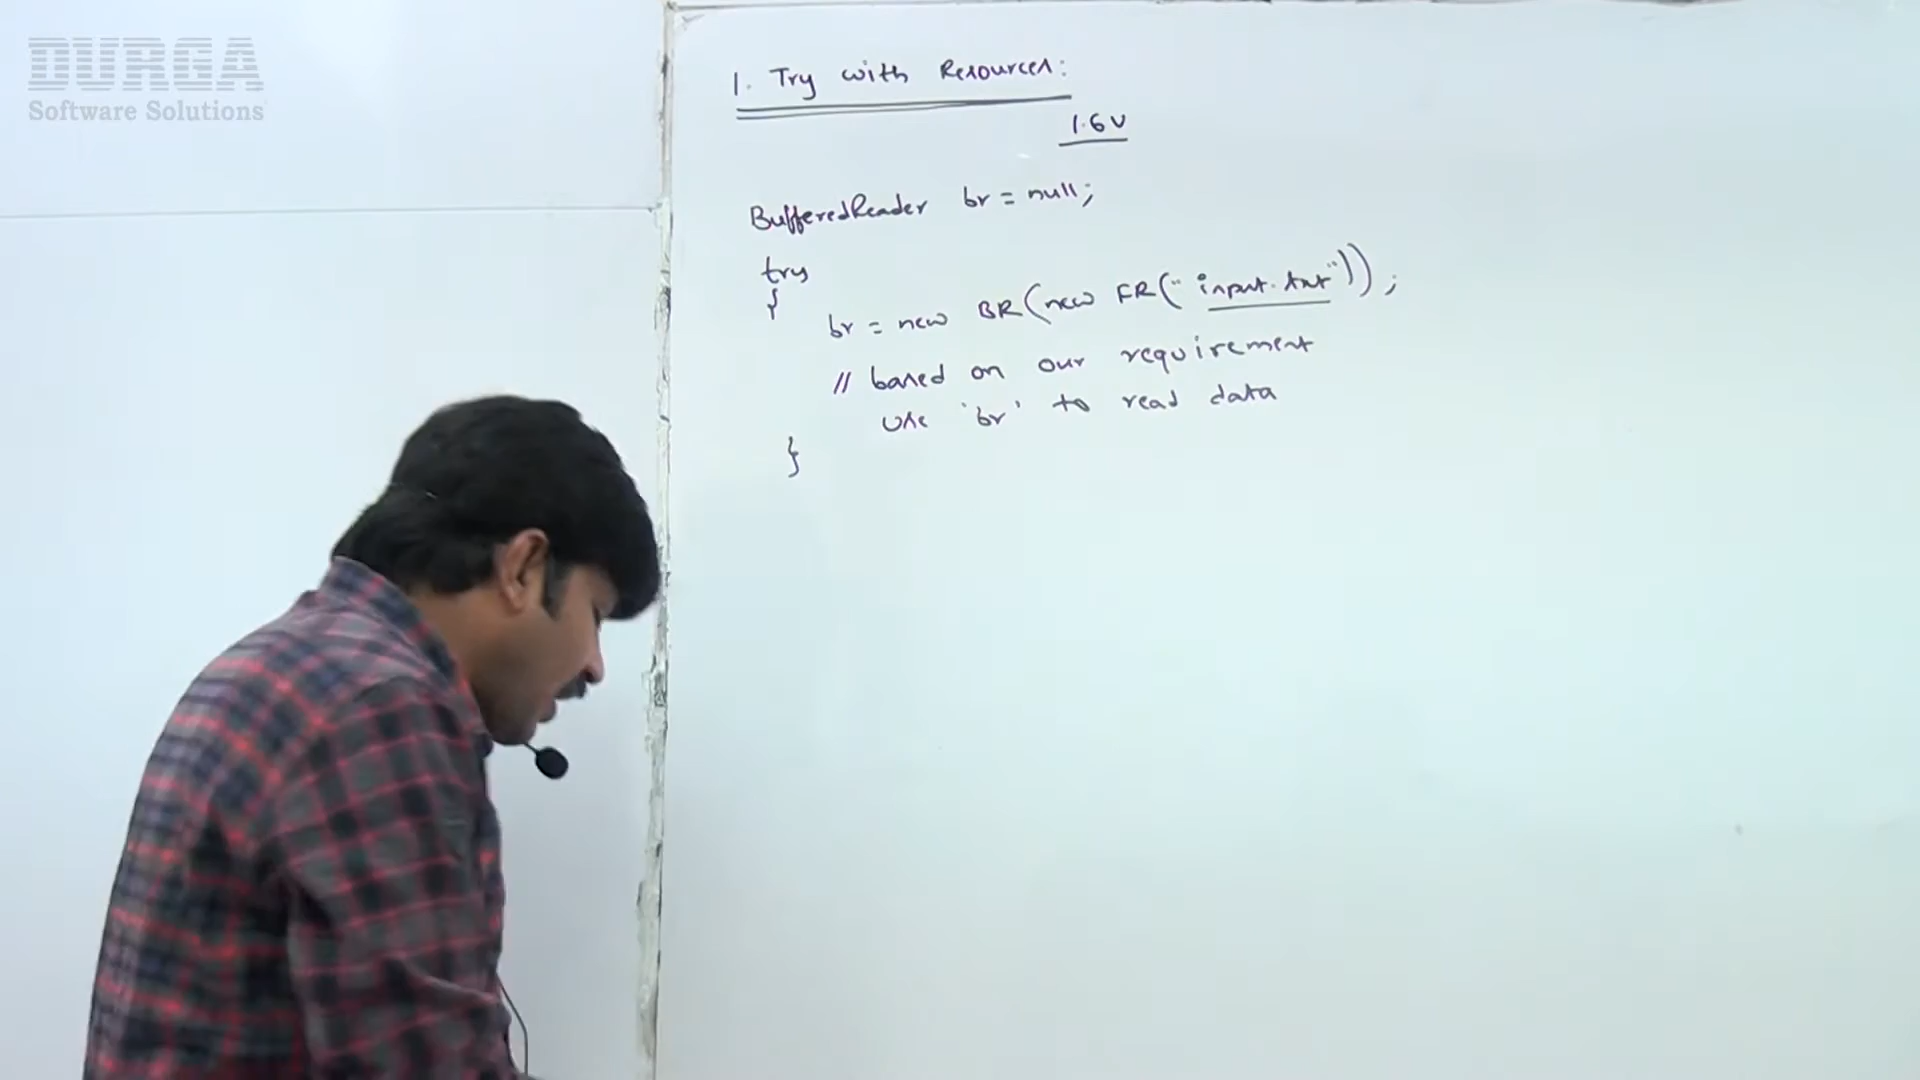 DURGA
Software Solutions
1. Try with Resources:
1.6v
BufferedReader br = null;
try
{
br = new BR(new FR("input.txt"));
// based on our requirement
use 'br' to read data
}